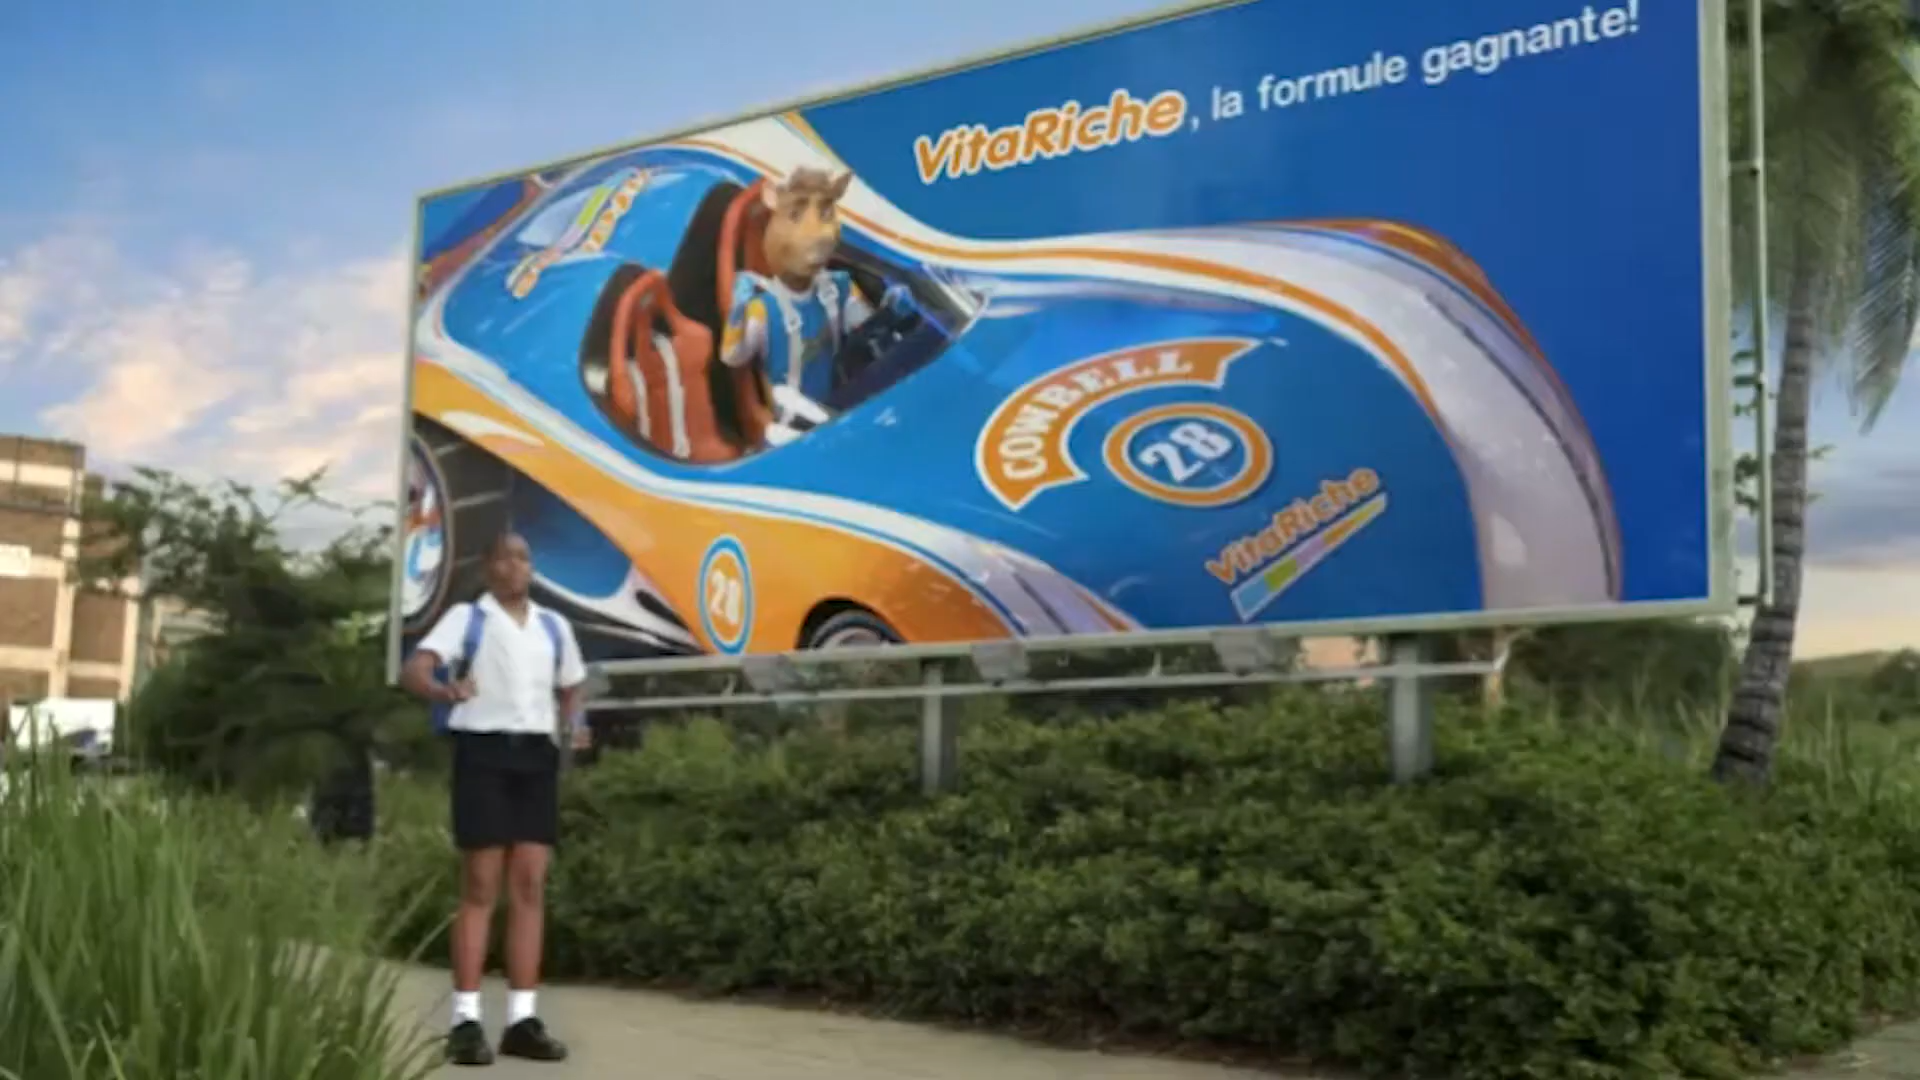 VitaRiche, la formule gagnante!
COWBELL
28
VitaRiche
28